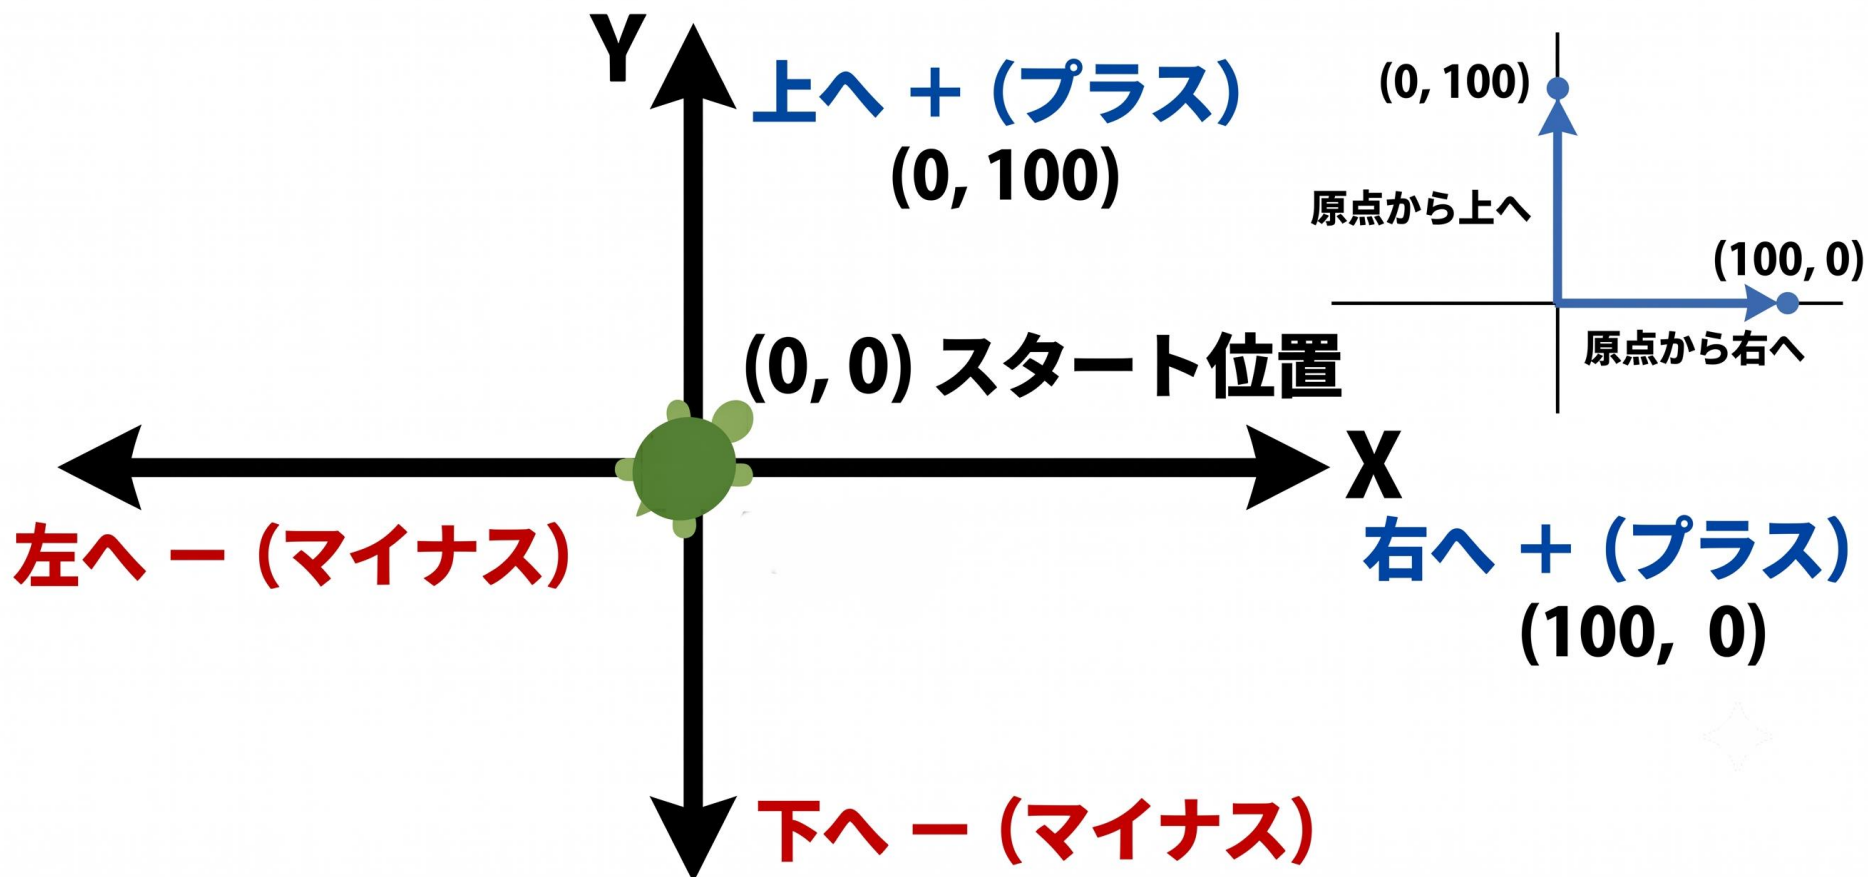 Y
上へ + (プラス)
(0, 100)
(0, 100)
原点から上へ
(100, 0)
原点から右へ
(0, 0) スタート位置
X
左へ － (マイナス)
右へ + (プラス)
(100, 0)
下へ － (マイナス)